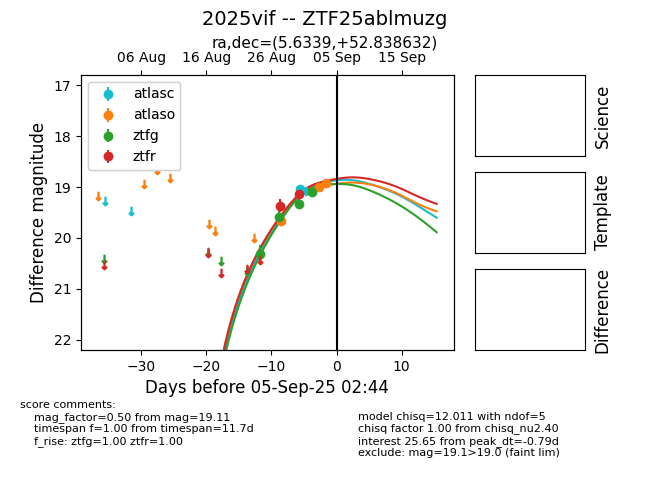 2025vif -- ZTF25ablmuzg
ra,dec=(5.6339,+52.838632)
06 Aug 16 Aug 26 Aug 05 Sep 15 Sep
atlasc
atlaso
ztfg
ztfr
17
18
19
20
21
22
Difference magnitude
−30 −20 −10 0 10
Days before 05-Sep-25 02:44
Science
Template
Difference
score comments:
mag_factor=0.50 from mag=19.11
timespan f=1.00 from timespan=11.7d
f_rise: ztfg=1.00 ztfr=1.00
model chisq=12.011 with ndof=5
chisq factor 1.00 from chisq_nu2.40
interest 25.65 from peak_dt=-0.79d
exclude: mag=19.1>19.0 (faint lim)